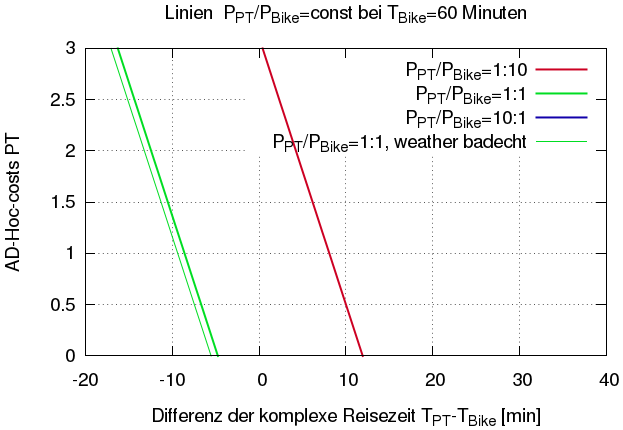 Linien  P_PT/P_Bike=const bei T_Bike=60 Minuten
3
2.5
2
1.5
1
0.5
0
AD-Hoc-costs PT
P_PT/P_Bike=1:10
P_PT/P_Bike=1:1
P_PT/P_Bike=10:1
P_PT/P_Bike=1:1, weather badecht
-20
-10
0
10
20
30
40
Differenz der komplexe Reisezeit T_PT-T_Bike [min]